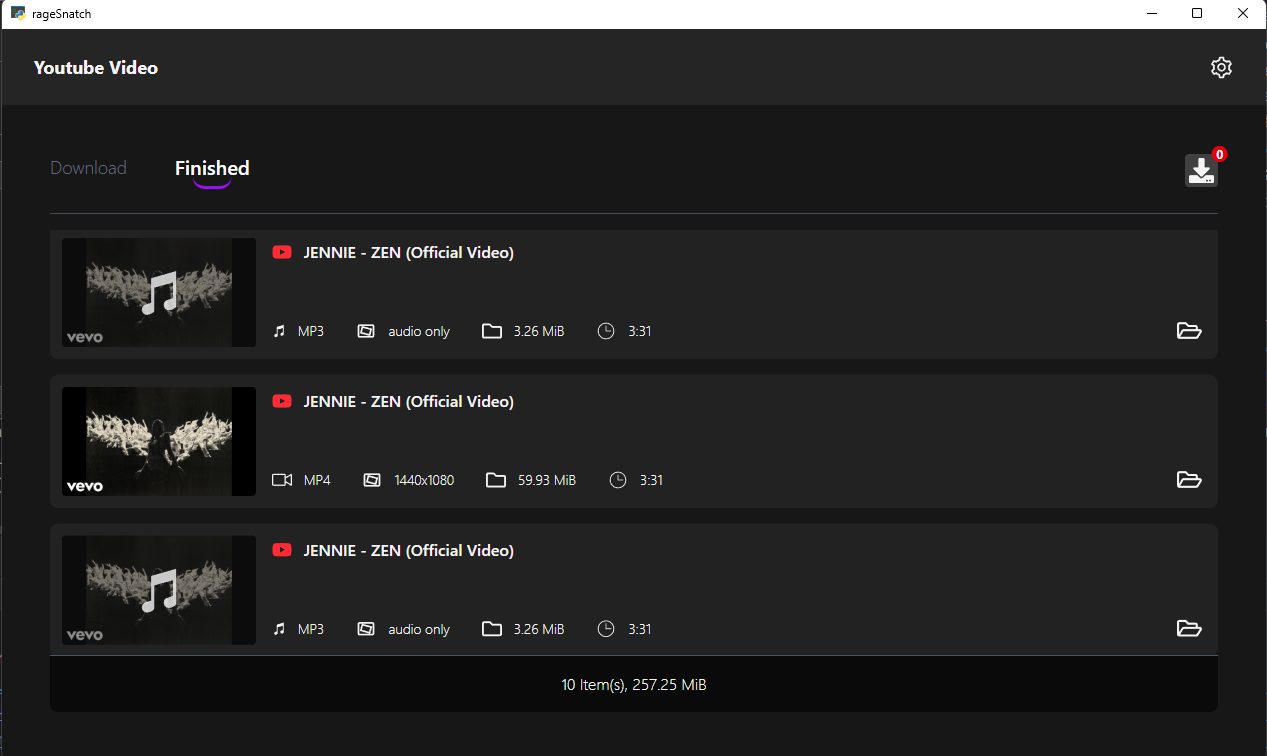 rageSnatch
Youtube Video
Download Finished
0
JENNIE - ZEN (Official Video)
vevo
MP3 audio only 3.26 MiB 3:31
JENNIE - ZEN (Official Video)
vevo
MP4 1440x1080 59.93 MiB 3:31
JENNIE - ZEN (Official Video)
vevo
MP3 audio only 3.26 MiB 3:31
10 Item(s), 257.25 MiB